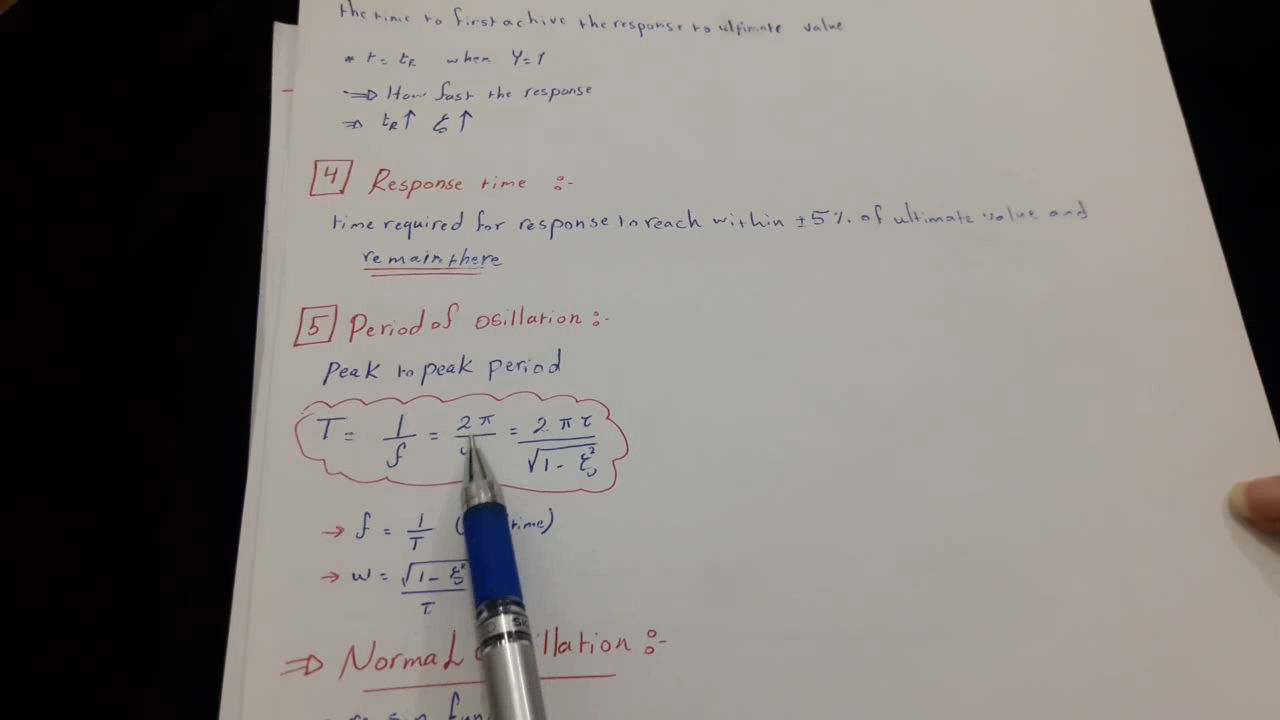 the time to first achive the response to ultimate value
* t = tR when Y=1
⇒ How fast the response
⇒ tR↑ ξ↑
4 Response time :-
time required for response to reach within ±5% of ultimate value and
remain there
5 Period of Osillation :-
Peak to peak period
T = 1/f = 2π/ = 2πτ/√(1-ξ²)
→ f = 1/T ( time)
→ w = √(1-ξ²)/τ
⇒ Normal :-